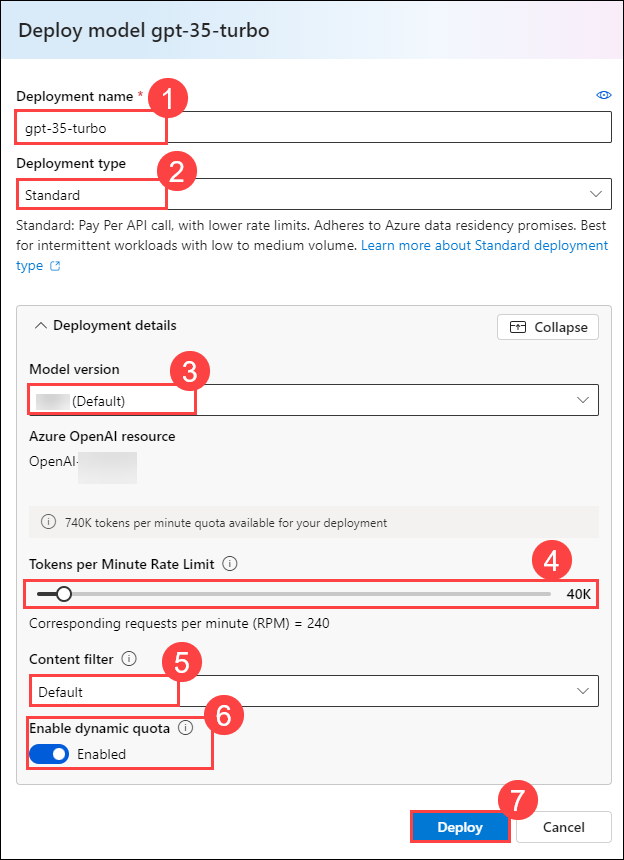 Deploy model gpt-35-turbo
Deployment name *
1
gpt-35-turbo
Deployment type
2
Standard
Standard: Pay Per API call, with lower rate limits. Adheres to Azure data residency promises. Best
for intermittent workloads with low to medium volume. Learn more about Standard deployment
type
Deployment details
Collapse
Model version
3
(Default)
Azure OpenAI resource
OpenAI-
740K tokens per minute quota available for your deployment
Tokens per Minute Rate Limit
4
40K
Corresponding requests per minute (RPM) = 240
Content filter
5
Default
6
Enable dynamic quota
Enabled
7
Deploy
Cancel